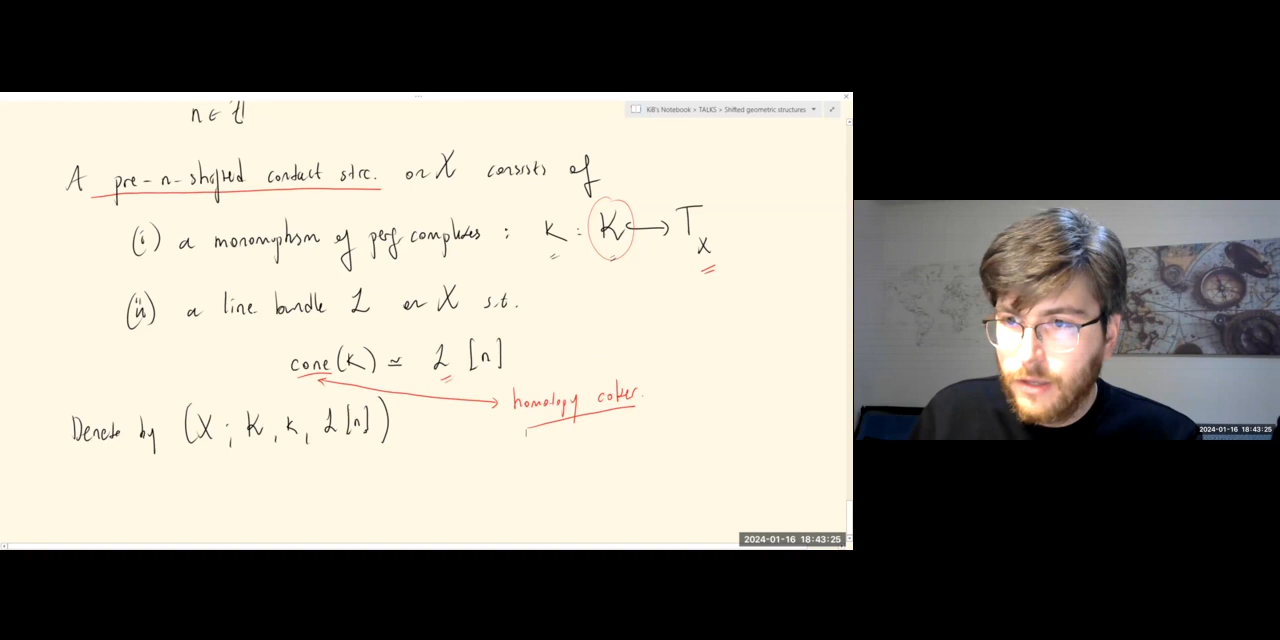 Kill's Notebook > TALKS > Shifted geometric structures
n ∈ ℤ
A pre-n-shifted contact strc. on X consists of
(i) a monomorphism of perf complexes : κ : K ↪ T_X
(ii) a line bundle L on X s.t.
cone(κ) ≃ L [n]
homotopy coker.
Denote by (X ; K, κ, L[n])
2024-01-16 18:43:25
2024-01-16 18:43:25